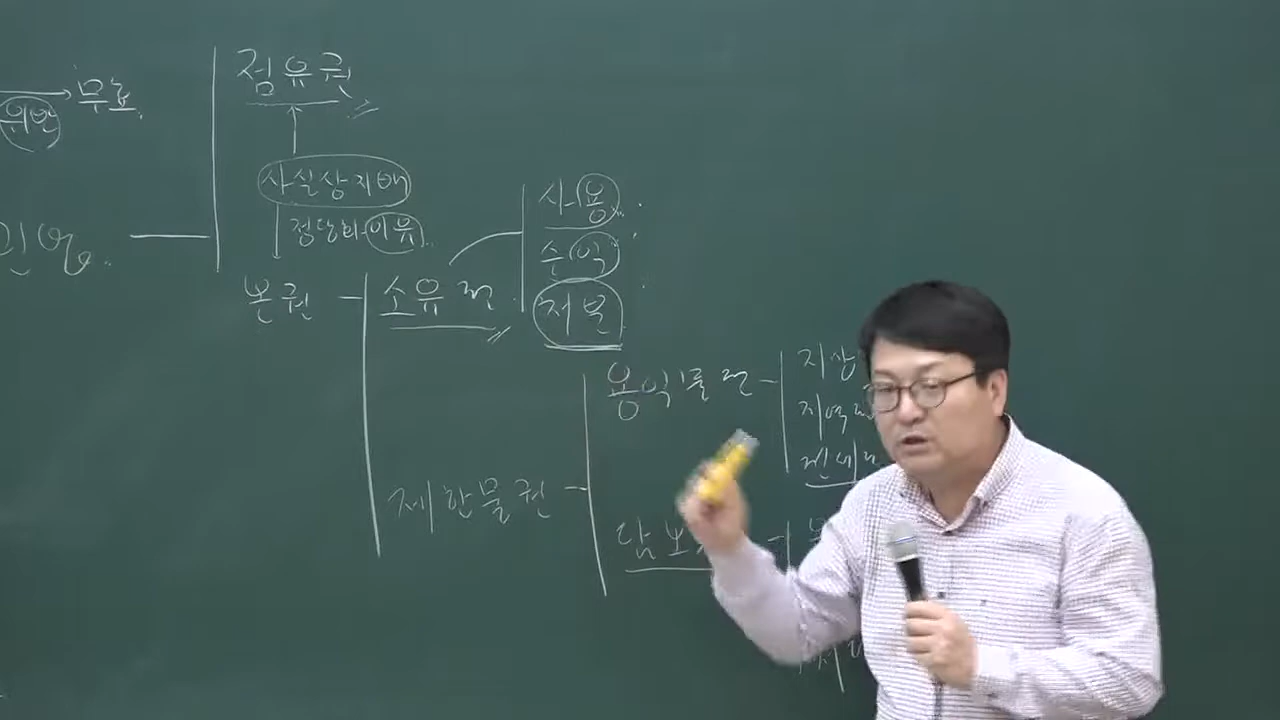 무효
위반
점유권
사실상지배
정당화이유
민법
본권
소유권
사용
수익
처분
제한물권
용익물권
지상
지역
전세
담보